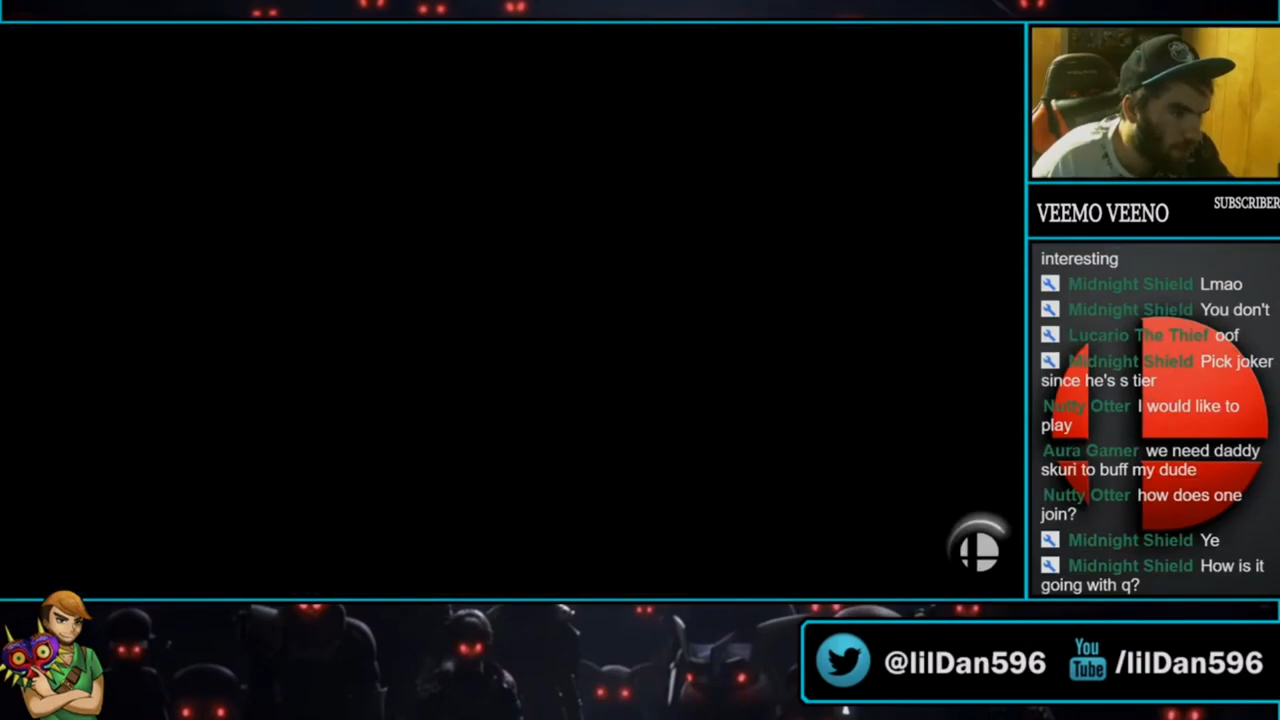 VEEMO VEENO
SUBSCRIBER
interesting
Midnight Shield Lmao
Midnight Shield You don't
Lucario The Thief oof
Midnight Shield Pick joker
since he's s tier
Nutty Otter I would like to
play
Aura Gamer we need daddy
skuri to buff my dude
Nutty Otter how does one
join?
Midnight Shield Ye
Midnight Shield How is it
going with q?
@lilDan596
You
Tube
/lilDan596